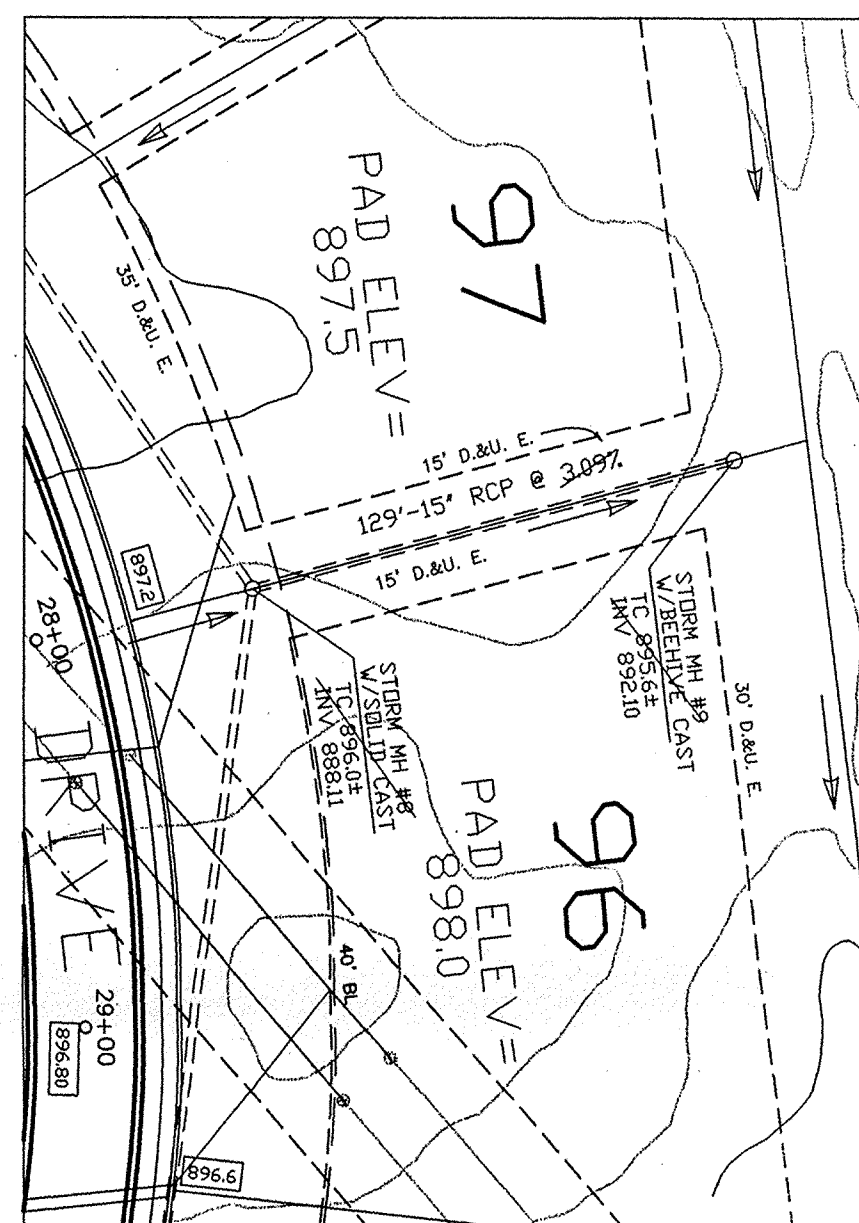 97
PAD ELEV=
897.5
35' D.&U. E.
15' D.&U. E.
129'-15" RCP @ 3.09%
15' D.&U. E.
897.2
28+00
STORM MH #9
W/BEEHIVE CAST
TC 895.6±
INV 892.10
30' D.&U. E.
STORM MH #8
W/SOLID CAST
TC 896.0±
INV 888.11
DRIVE
96
PAD ELEV=
898.0
40' BL
29+00
896.80
896.6